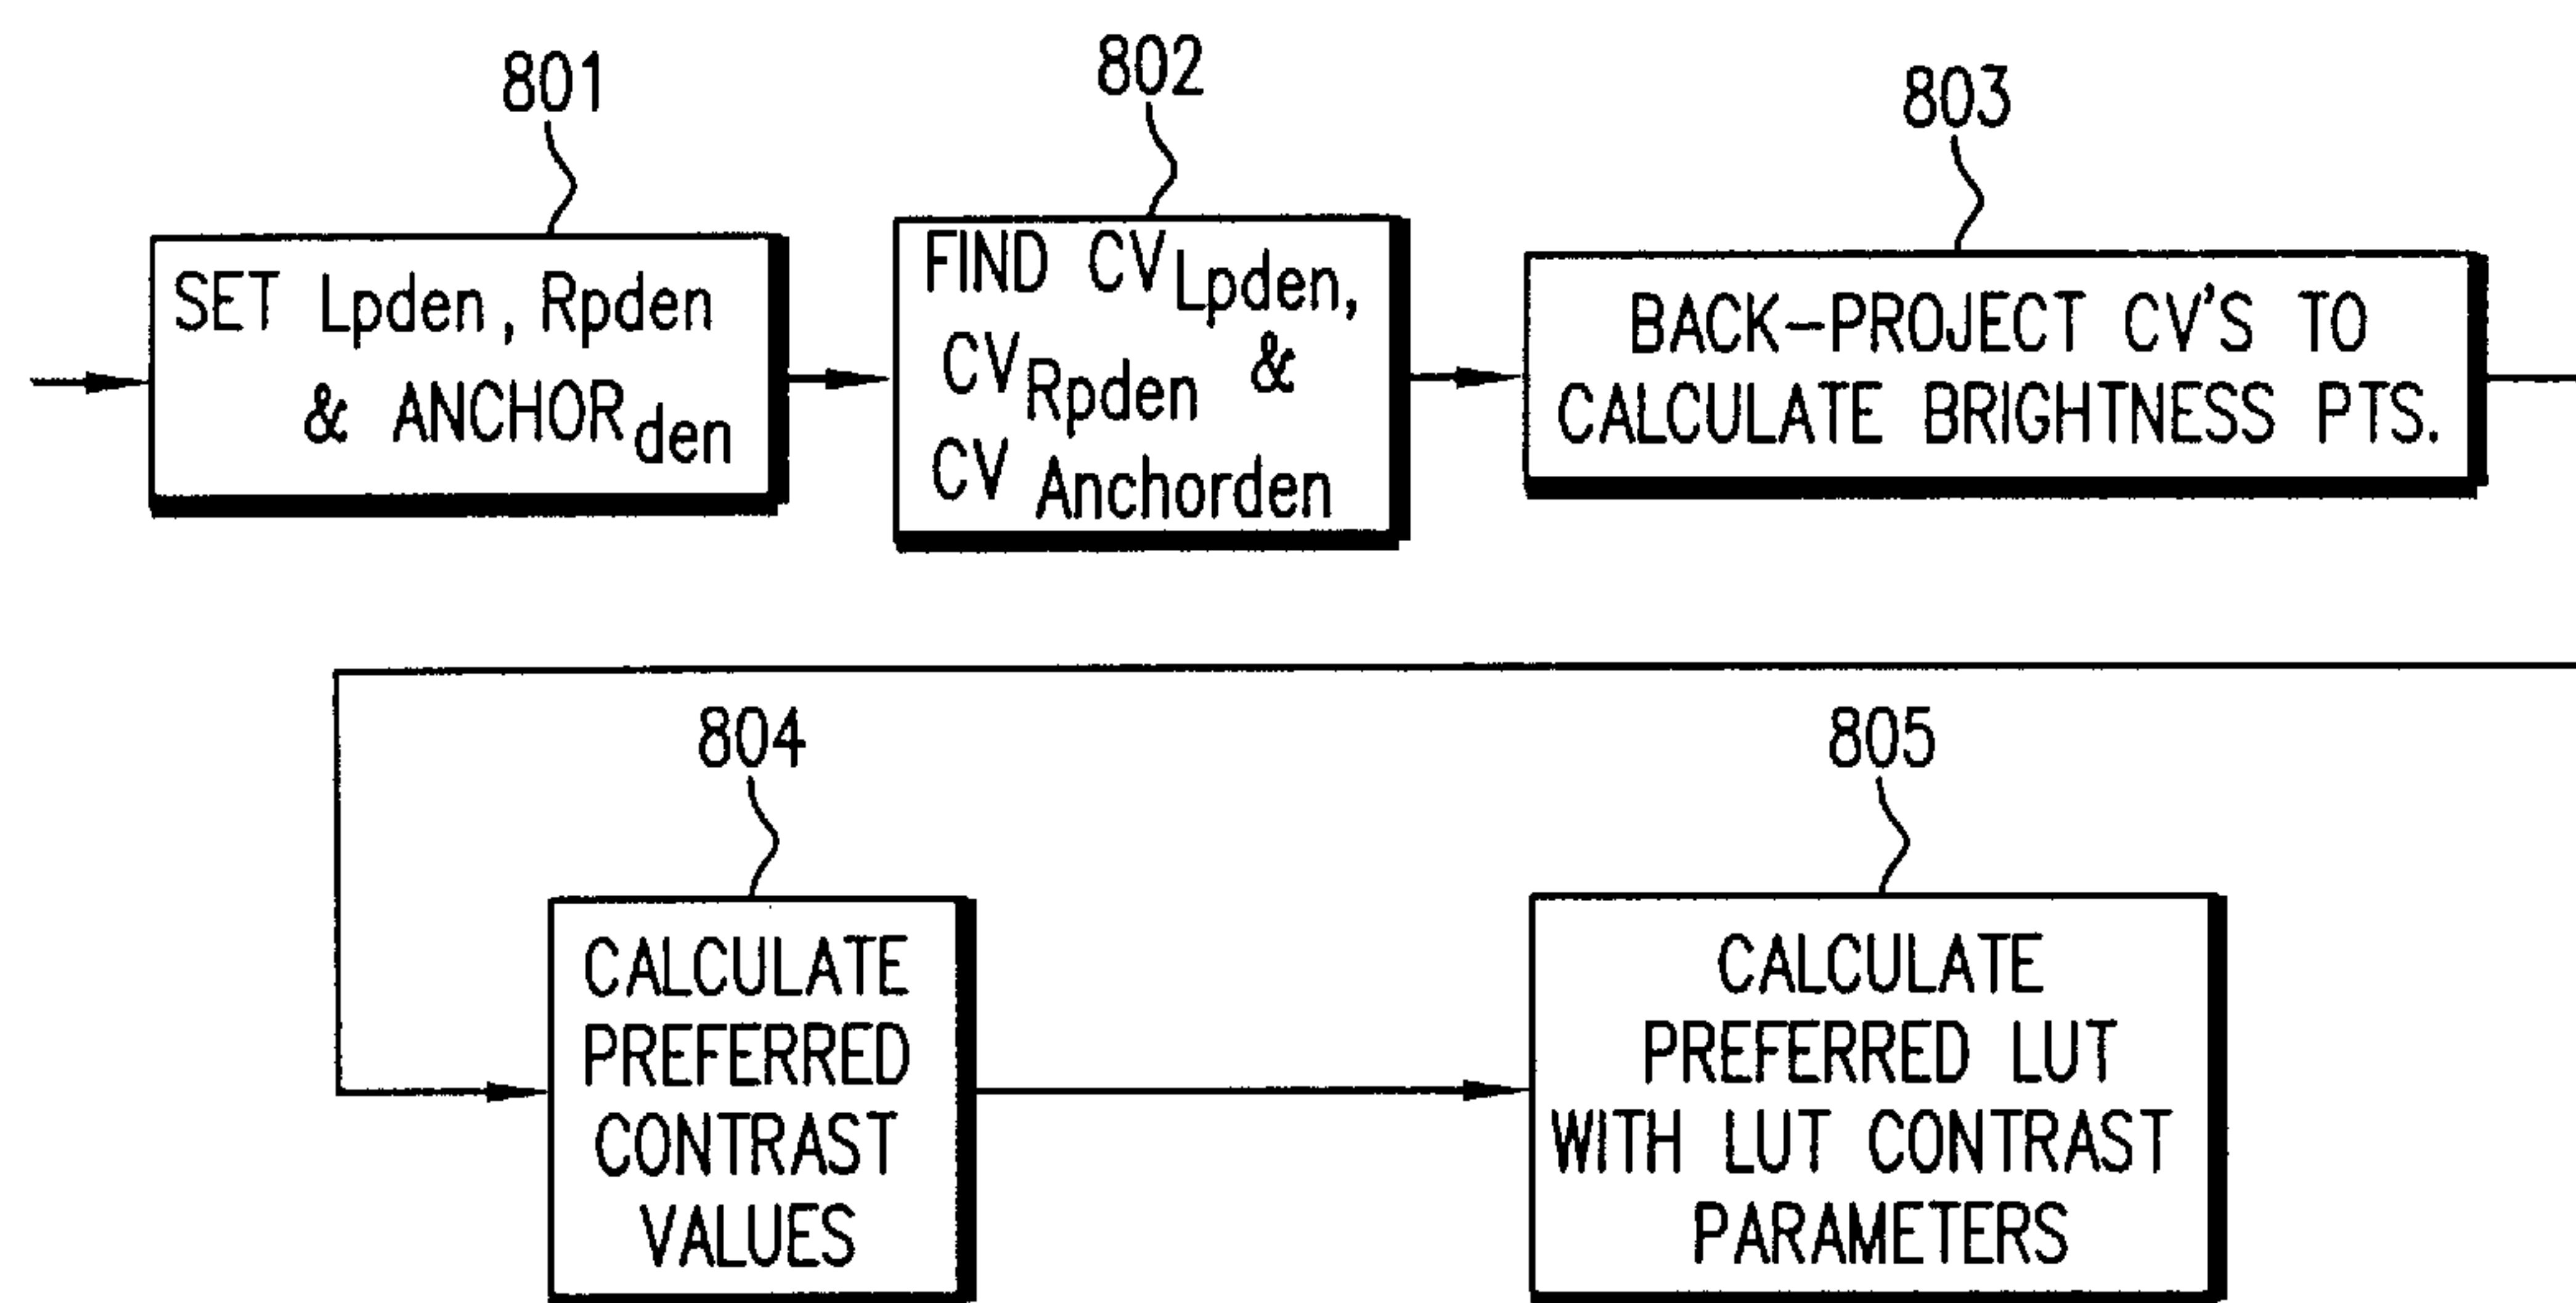 801
SET Lpden, Rpden
& ANCHORden
802
FIND CVLpden,
CVRpden &
CV Anchorden
803
BACK-PROJECT CV'S TO
CALCULATE BRIGHTNESS PTS.
804
CALCULATE
PREFERRED
CONTRAST
VALUES
805
CALCULATE
PREFERRED LUT
WITH LUT CONTRAST
PARAMETERS